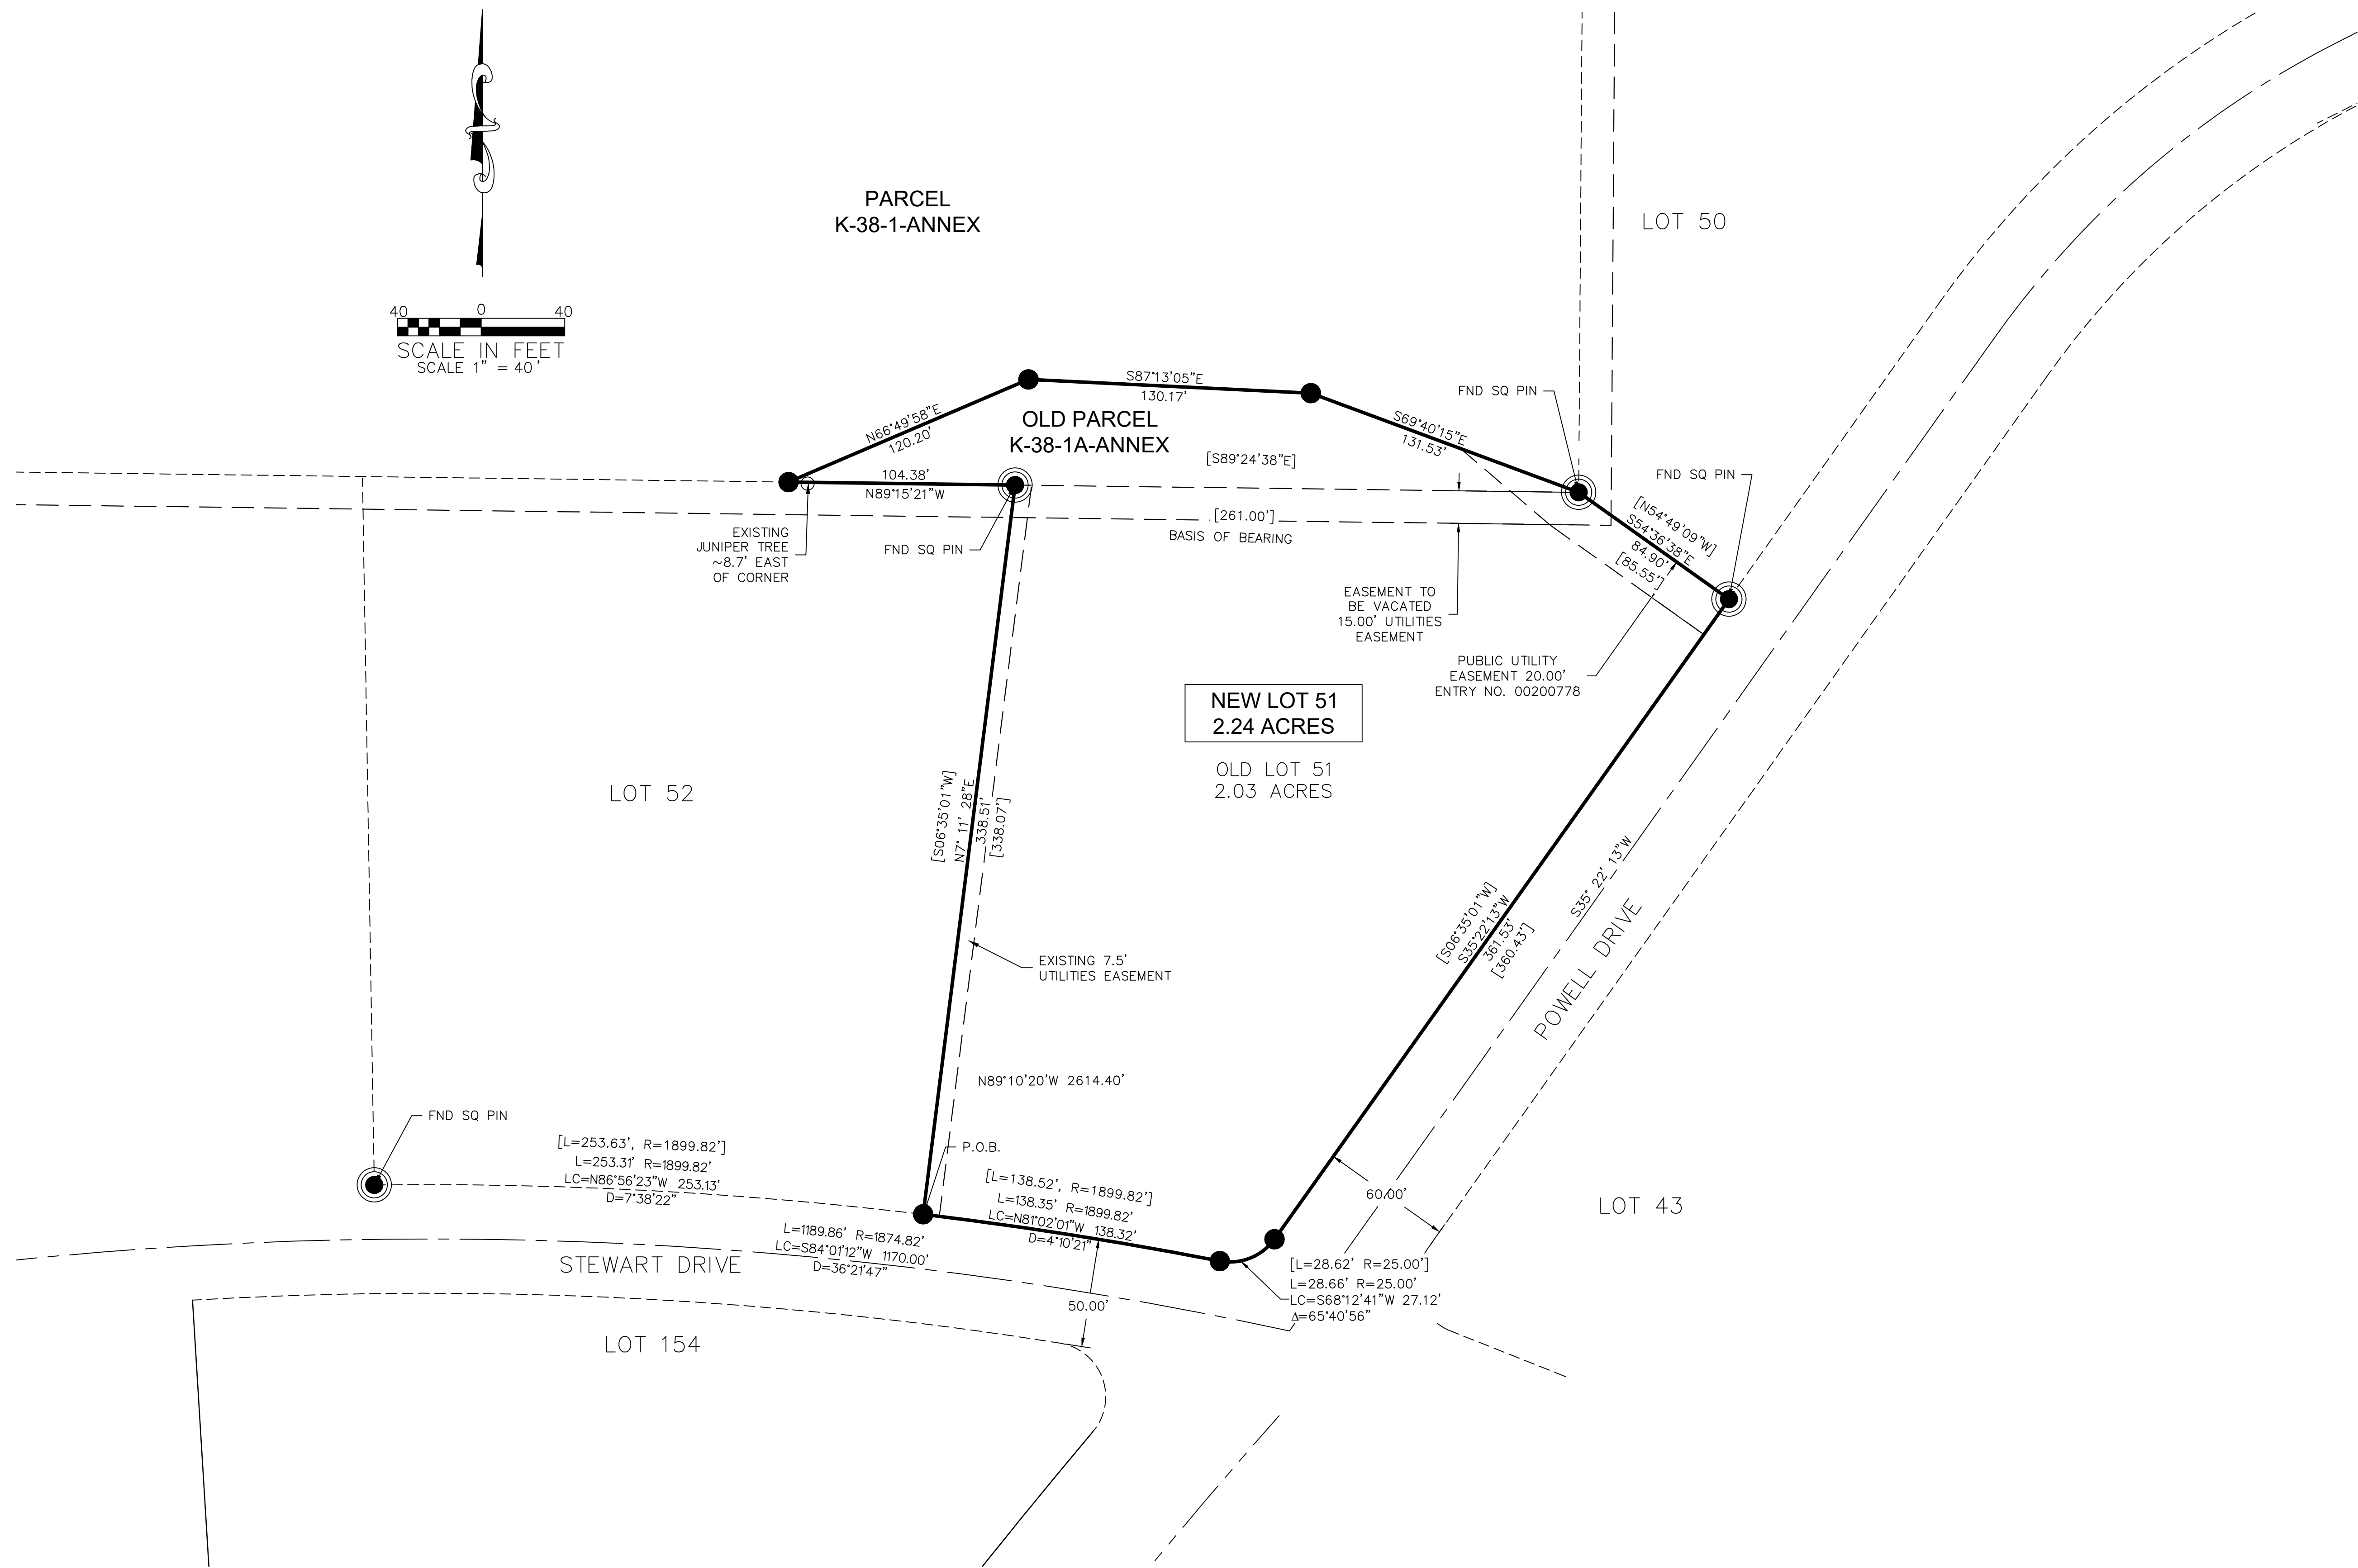 PARCEL
K-38-1-ANNEX
LOT 50
40 0 40
SCALE IN FEET
SCALE 1" = 40'
S87°13'05"E
130.17'
N66°49'58"E
120.20'
OLD PARCEL
K-38-1A-ANNEX
S69°40'15"E
131.53'
FND SQ PIN
[S89°24'38"E]
104.38'
N89°15'21"W
FND SQ PIN
[261.00']
BASIS OF BEARING
EXISTING
JUNIPER TREE
~8.7' EAST
OF CORNER
FND SQ PIN
[N54°49'09"W]
S54°36'38"E
84.90'
[85.55']
EASEMENT TO
BE VACATED
15.00' UTILITIES
EASEMENT
PUBLIC UTILITY
EASEMENT 20.00'
ENTRY NO. 00200778
NEW LOT 51
2.24 ACRES
OLD LOT 51
2.03 ACRES
LOT 52
[S06°35'01"W]
N7° 11' 28"E
338.51'
[338.07']
[S06°35'01"W]
S35°22'13"W
361.53'
[360.43']
S35° 22' 13"W
POWELL DRIVE
EXISTING 7.5'
UTILITIES EASEMENT
N89°10'20'W 2614.40'
FND SQ PIN
P.O.B.
[L=253.63', R=1899.82']
L=253.31' R=1899.82'
LC=N86°56'23"W 253.13'
D=7°38'22"
[L=138.52', R=1899.82']
L=138.35' R=1899.82'
LC=N81°02'01"W 138.32'
D=4°10'21"
60.00'
LOT 43
L=1189.86' R=1874.82'
LC=S84°01'12"W 1170.00'
D=36°21'47"
STEWART DRIVE
[L=28.62' R=25.00']
L=28.66' R=25.00'
LC=S68°12'41"W 27.12'
Δ=65°40'56"
50.00'
LOT 154